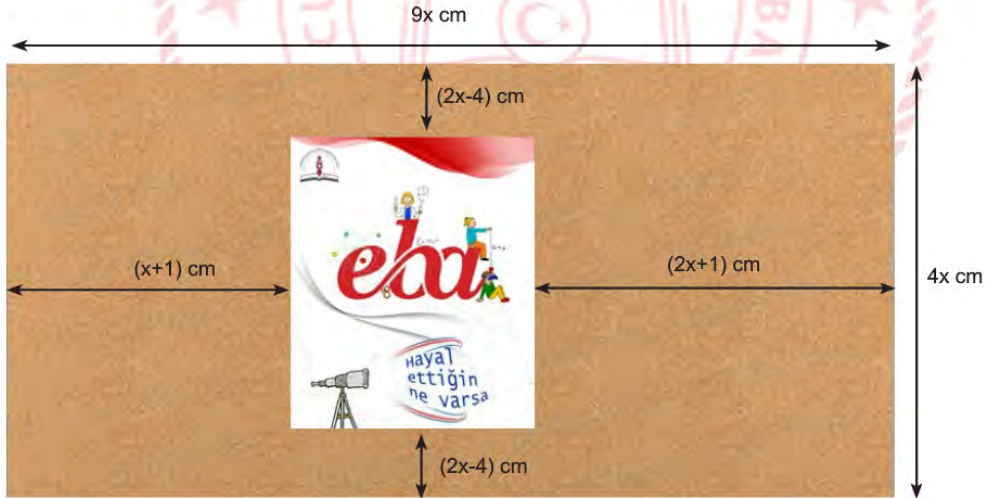 9x cm
(2x-4) cm
eba
(x+1) cm
(2x+1) cm
4x cm
Hayal
ettiğin
ne varsa
(2x-4) cm